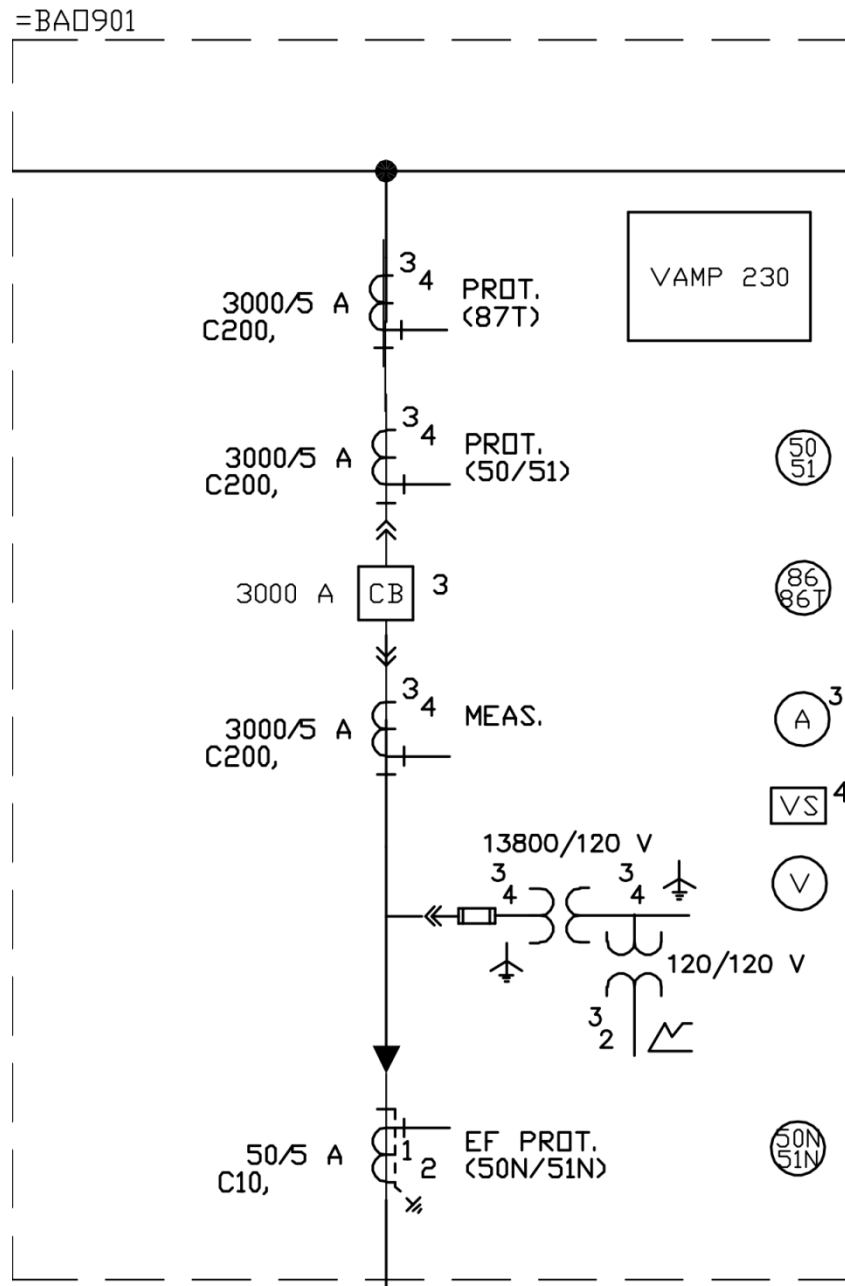 =BAO901
3
4
PROT.
(87T)
3000/5 A
C200,
VAMP 230
3
4
PROT.
(50/51)
3000/5 A
C200,
50
51
3000 A
CB
3
86
86T
3
4
MEAS.
3000/5 A
C200,
A
3
VS
4
13800/120 V
3
4
3
4
V
120/120 V
3
2
50/5 A
C10,
1
2
EF PROT.
(50N/51N)
50N
51N